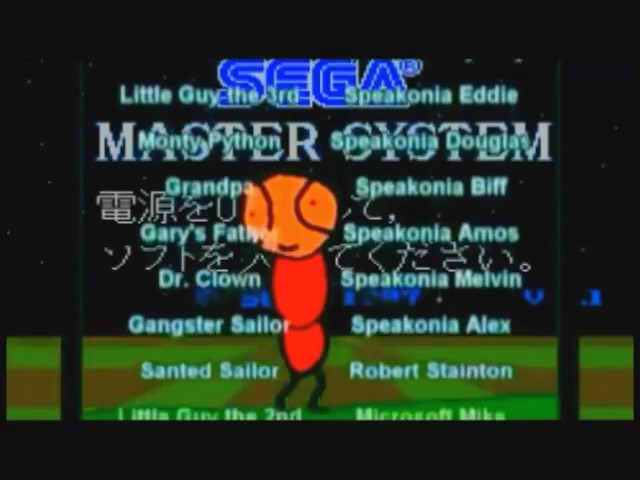 SEGA®
Little Guy the 3rd Speakonia Eddie
MASTER SYSTEM
Monty Python Speakonia Douglas
Grandpa Speakonia Biff
電源を て,
Gary's Father Speakonia Amos
ソフトを入 てください。
Dr. Clown Speakonia Melvin
Gangster Sailor Speakonia Alex
Santed Sailor Robert Stainton
Little Guy the 2nd Microsoft Mike